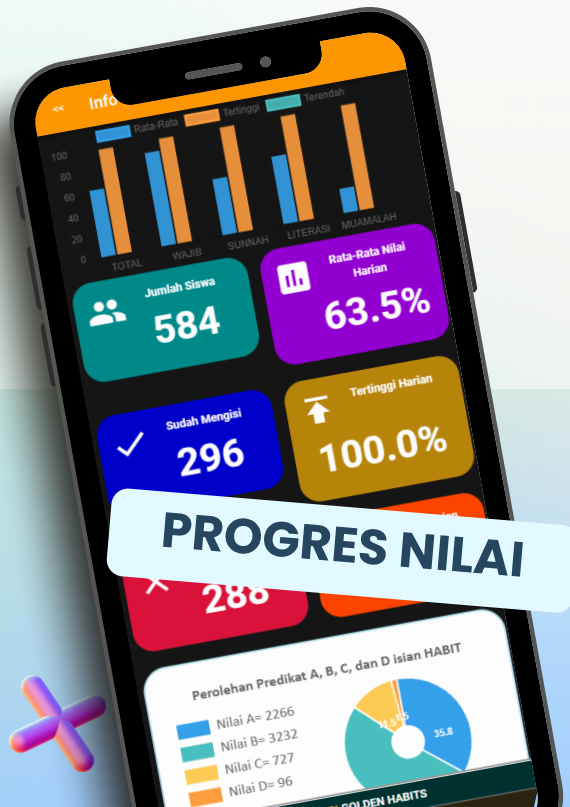 << Info
Rata-Rata Tertinggi Terendah
100
80
60
40
20
0
TOTAL WAJIB SUNNAH LITERASI MUAMALAH
Jumlah Siswa
584
Rata-Rata Nilai
Harian
63.5%
Sudah Mengisi
296
Tertinggi Harian
100.0%
PROGRES NILAI
288
Perolehan Predikat A, B, C, dan D isian HABIT
Nilai A= 2266
Nilai B= 3232
Nilai C= 727
Nilai D= 96
35.8
GOLDEN HABITS